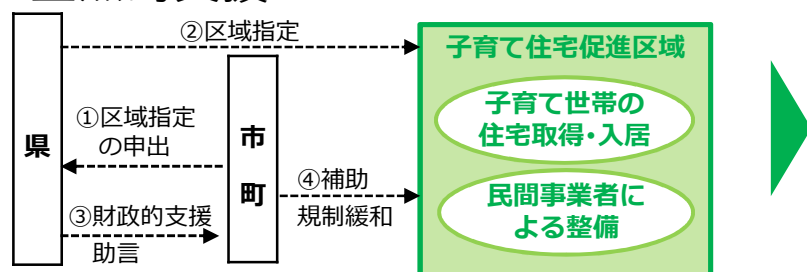 ②区域指定
県
①区域指定
の申出
③財政的支援
助言
市
町
④補助
規制緩和
子育て住宅促進区域
子育て世帯の
住宅取得・入居
民間事業者に
よる整備